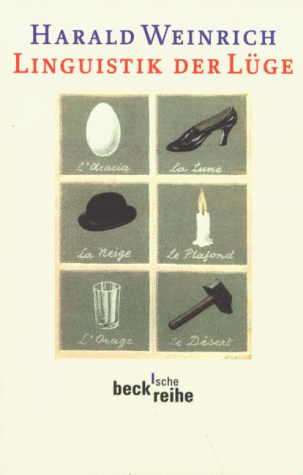 HARALD WEINRICH
LINGUISTIK DER LÜGE
L'Acacia
La Lune
La Neige
Le Plafond
L'Orage
Le Désert
beck'sche
reihe